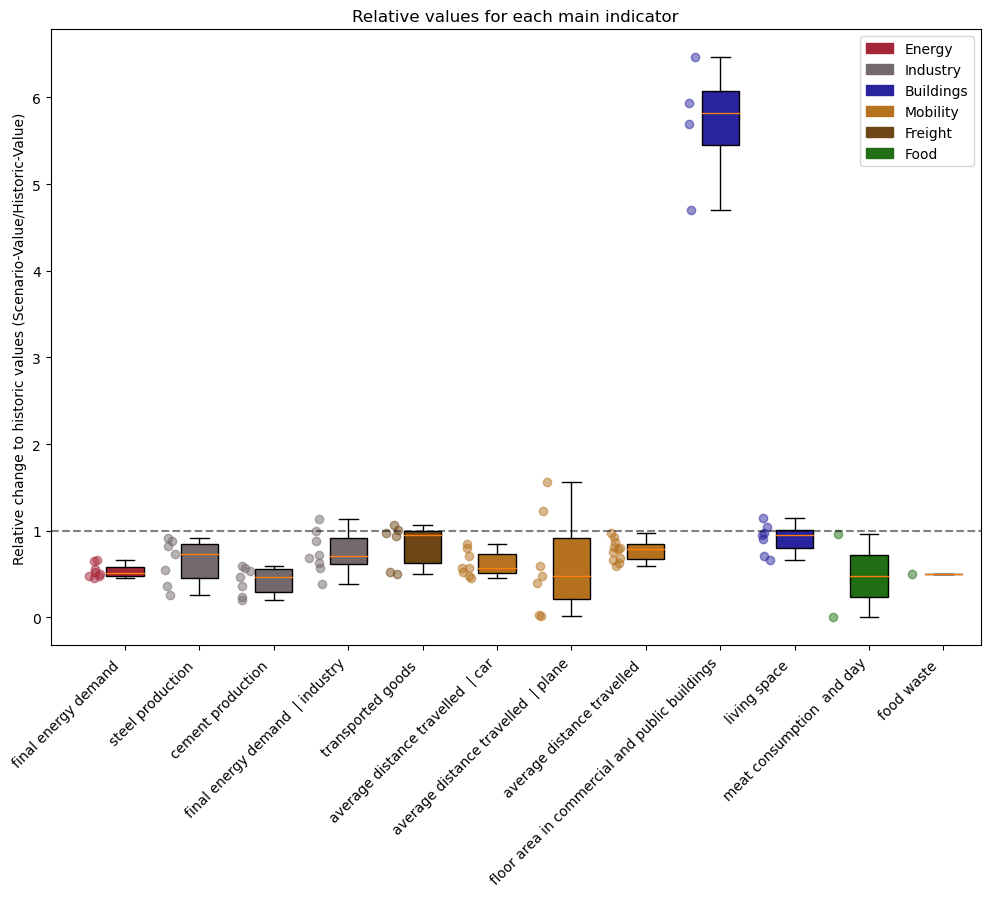 Relative values for each main indicator
Relative change to historic values (Scenario-Value/Historic-Value)
6
5
4
3
2
1
0
Energy
Industry
Buildings
Mobility
Freight
Food
final energy demand
steel production
cement production
final energy demand | industry
transported goods
average distance travelled | car
average distance travelled | plane
average distance travelled
floor area in commercial and public buildings
living space
meat consumption and day
food waste